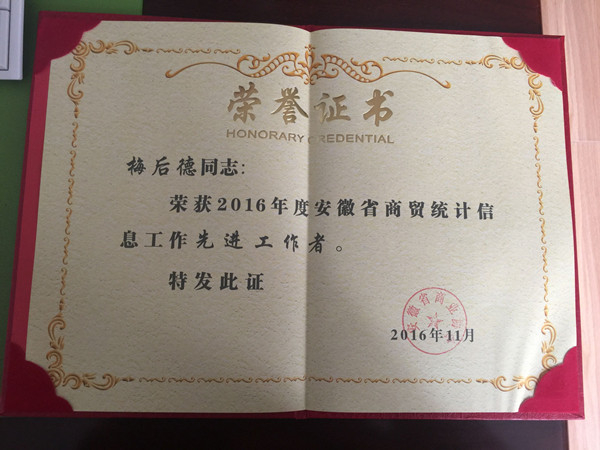 荣誉证书
HONORARY CREDENTIAL
梅后德同志:
荣获2016年度安徽省商贸统计信
息工作先进工作者。
特发此证
2016年11月